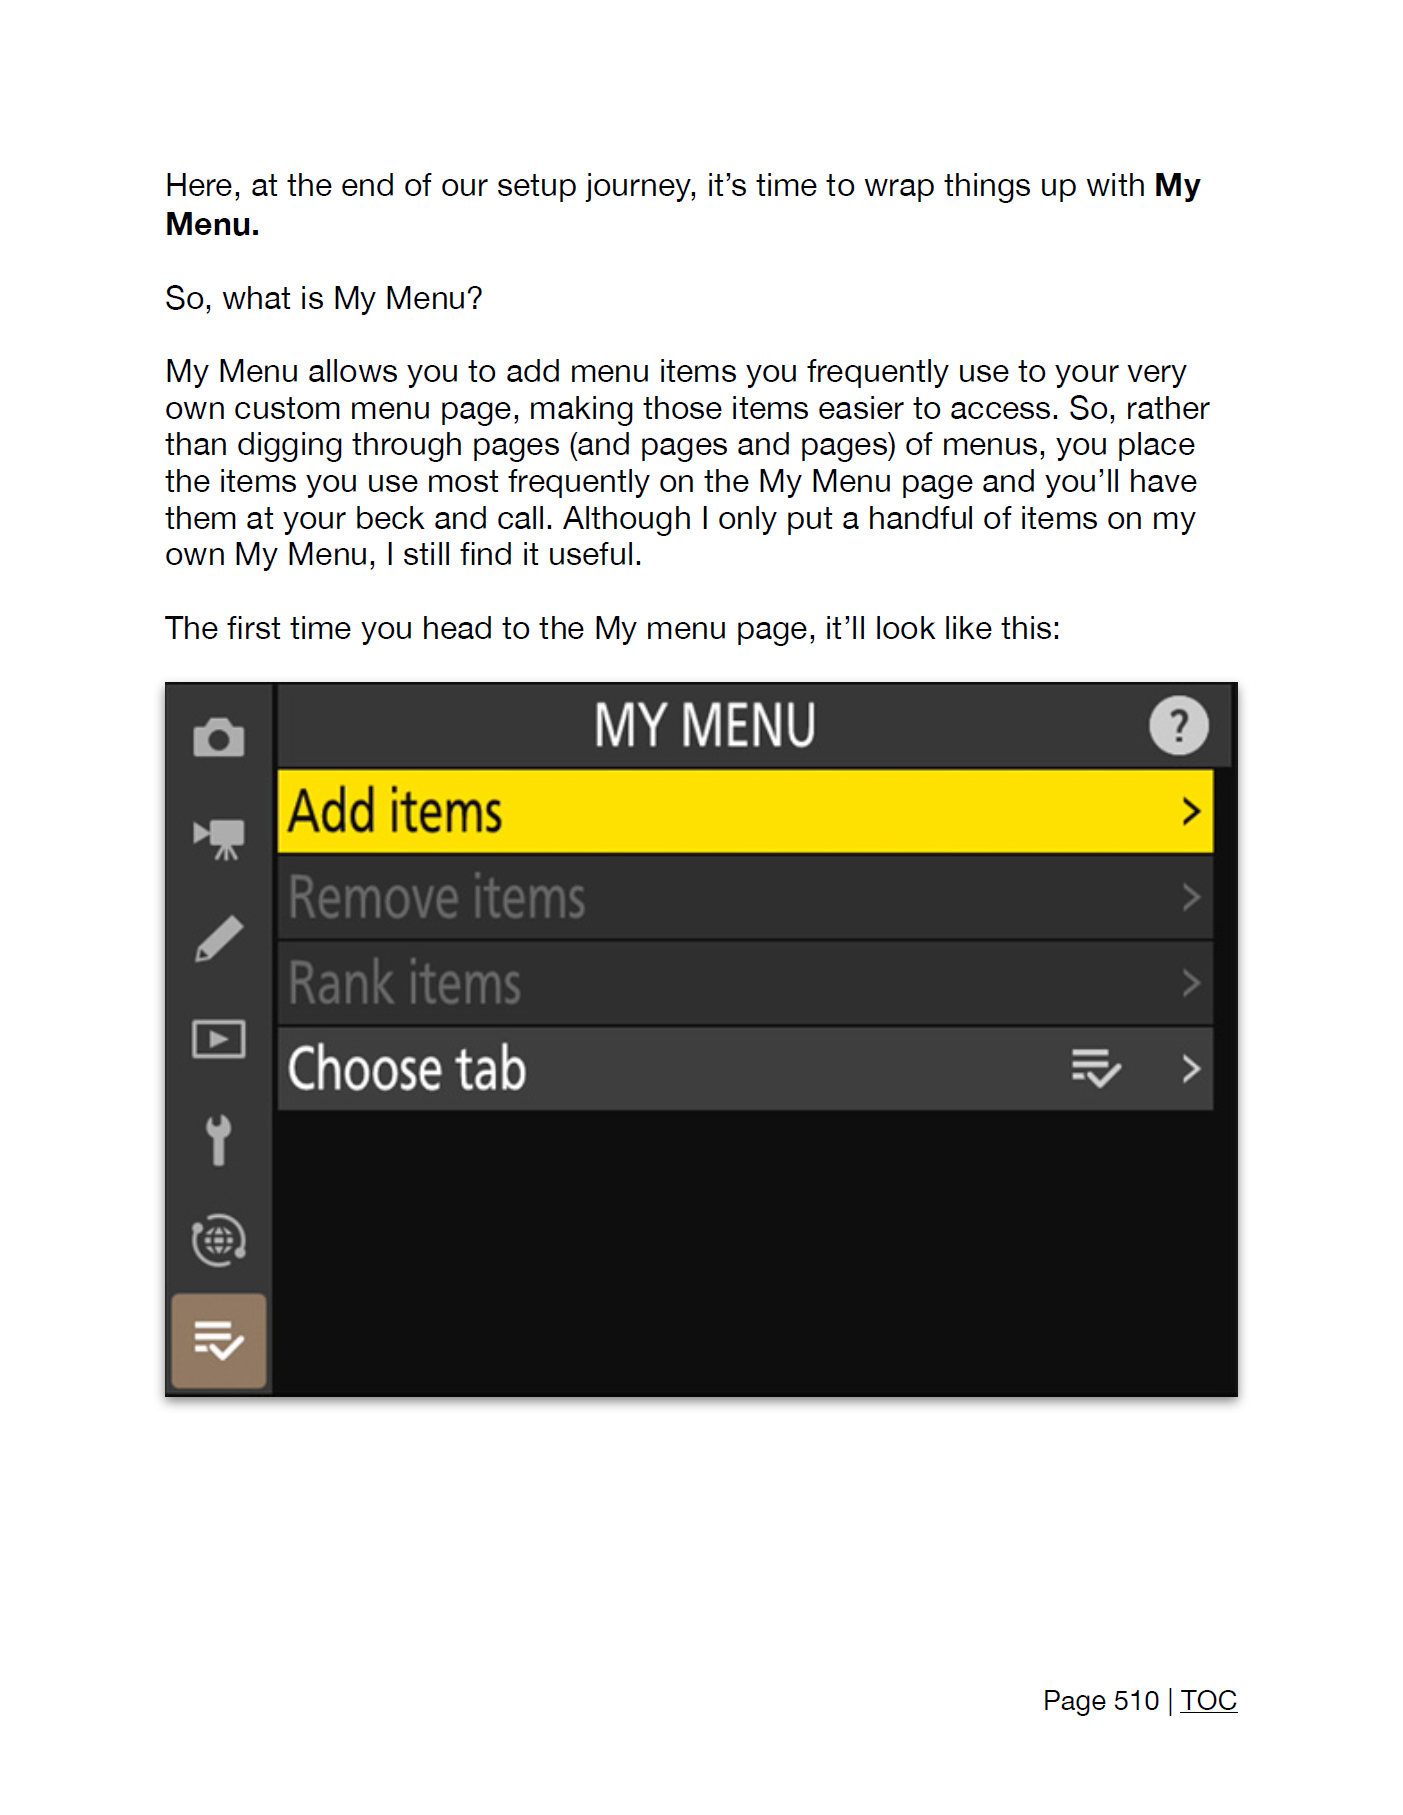 Here, at the end of our setup journey, it’s time to wrap things up with My
Menu.
So, what is My Menu?
My Menu allows you to add menu items you frequently use to your very
own custom menu page, making those items easier to access. So, rather
than digging through pages (and pages and pages) of menus, you place
the items you use most frequently on the My Menu page and you’ll have
them at your beck and call. Although I only put a handful of items on my
own My Menu, I still find it useful.
The first time you head to the My menu page, it’ll look like this:
MY MENU ?
Add items >
Remove items >
Rank items >
Choose tab >
Page 510 | TOC